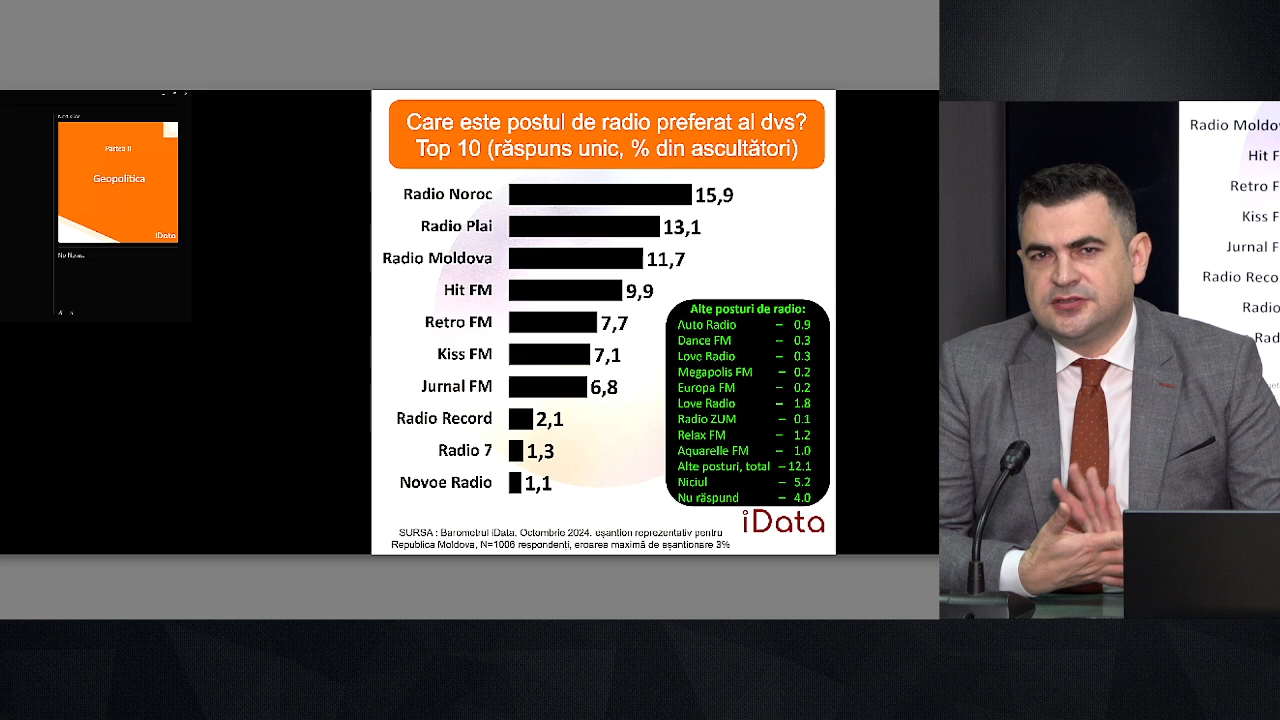 Partea II
Geopolitica
iData
No Notes.
Care este postul de radio preferat al dvs?
Top 10 (răspuns unic, % din ascultători)
Radio Noroc 15,9
Radio Plai 13,1
Radio Moldova 11,7
Hit FM 9,9
Retro FM 7,7
Kiss FM 7,1
Jurnal FM 6,8
Radio Record 2,1
Radio 7 1,3
Novoe Radio 1,1
Alte posturi de radio:
Auto Radio – 0.9
Dance FM – 0.3
Love Radio – 0.3
Megapolis FM – 0.2
Europa FM – 0.2
Love Radio – 1.8
Radio ZUM – 0.1
Relax FM – 1.2
Aquarelle FM – 1.0
Alte posturi, total – 12.1
Niciul – 5.2
Nu răspund – 4.0
iData
SURSA : Barometrul iData, Octombrie 2024, eșantion reprezentativ pentru
Republica Moldova, N=1006 respondenți, eroarea maximă de eșantionare 3%
Radio Moldov
Hit F
Retro F
Kiss F
Jurnal F
Radio Reco
Radio
Rad